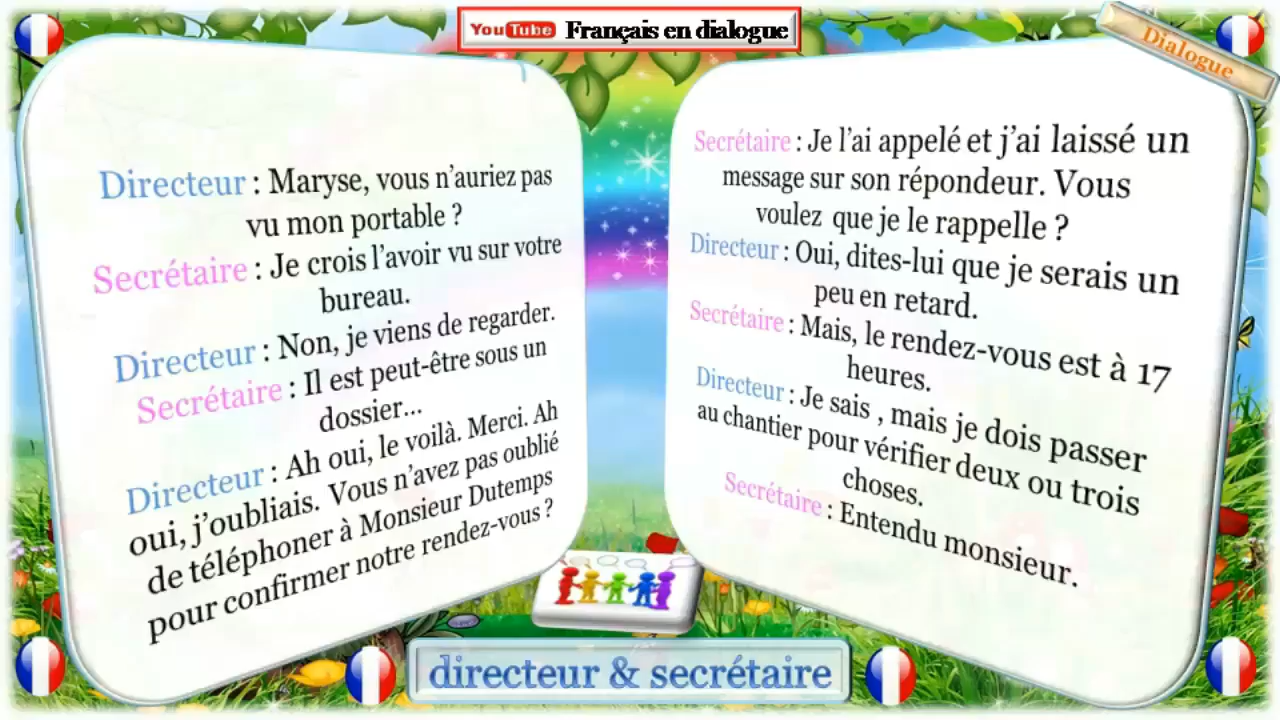 YouTube Français en dialogue
Dialogue
Directeur : Maryse, vous n'auriez pas
vu mon portable ?
Secrétaire : Je crois l'avoir vu sur votre
bureau.
Directeur : Non, je viens de regarder.
Secrétaire : Il est peut-être sous un
dossier...
Directeur : Ah oui, le voilà. Merci. Ah
oui, j'oubliais. Vous n'avez pas oublié
de téléphoner à Monsieur Dutemps
pour confirmer notre rendez-vous ?
Secrétaire : Je l'ai appelé et j'ai laissé un
message sur son répondeur. Vous
voulez que je le rappelle ?
Directeur : Oui, dites-lui que je serais un
peu en retard.
Secrétaire : Mais, le rendez-vous est à 17
heures.
Directeur : Je sais , mais je dois passer
au chantier pour vérifier deux ou trois
choses.
Secrétaire : Entendu monsieur.
directeur & secrétaire